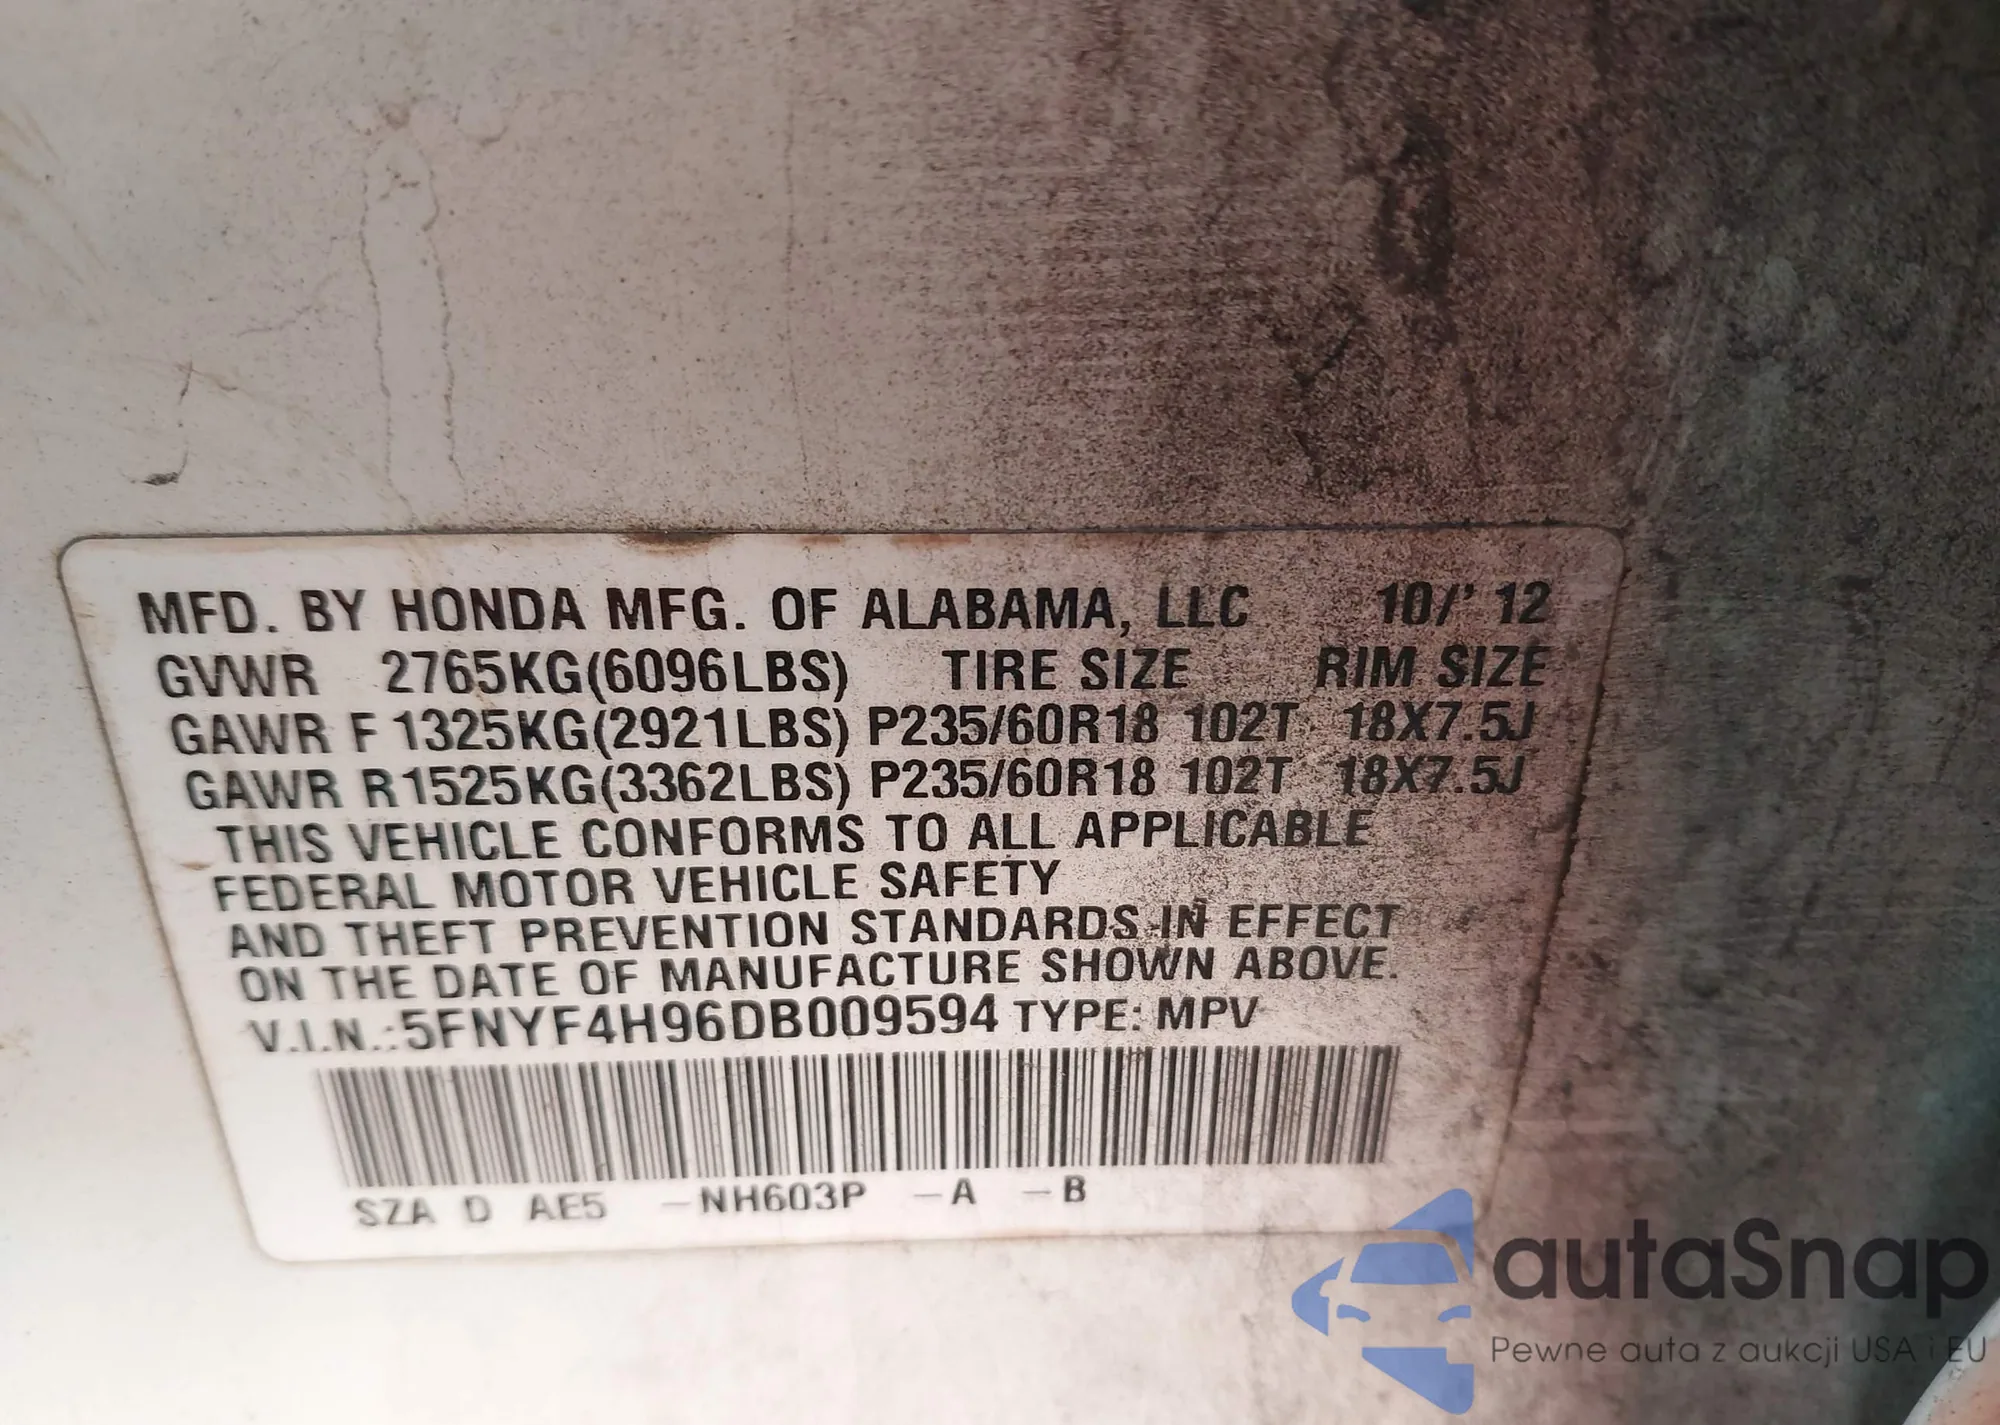 MFD. BY HONDA MFG. OF ALABAMA, LLC 10/'12
GVWR 2765KG(6096LBS) TIRE SIZE RIM SIZE
GAWR F 1325KG(2921LBS) P235/60R18 102T 18X7.5J
GAWR R1525KG(3362LBS) P235/60R18 102T 18X7.5J
THIS VEHICLE CONFORMS TO ALL APPLICABLE
FEDERAL MOTOR VEHICLE SAFETY
AND THEFT PREVENTION STANDARDS IN EFFECT
ON THE DATE OF MANUFACTURE SHOWN ABOVE.
V.I.N.:5FNYF4H96DB009594 TYPE: MPV
SZA D AE5 -NH603P -A -B
autaSnap
Pewne auta z aukcji USA i EU